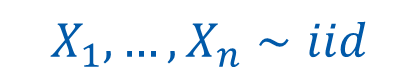 X₁, …, Xₙ ~ iid